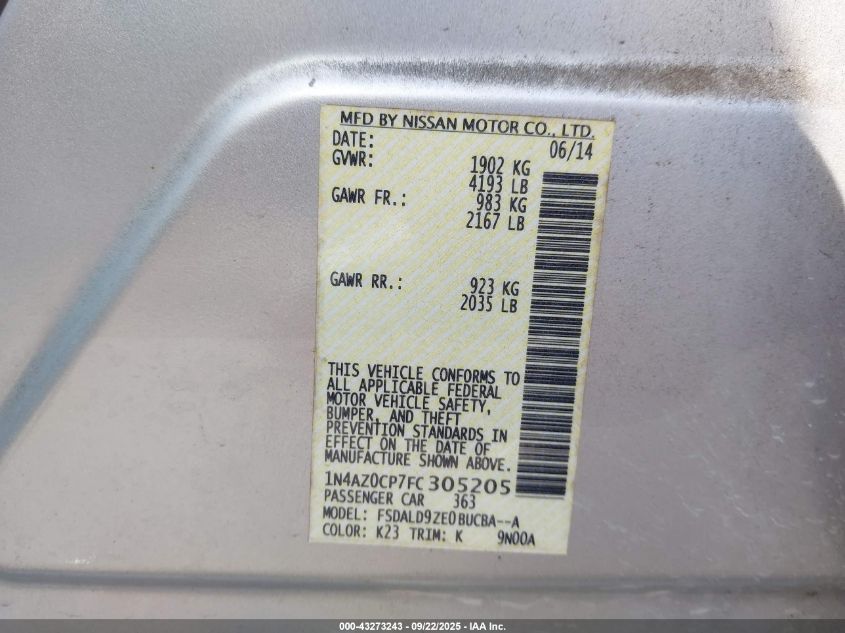 MFD BY NISSAN MOTOR CO., LTD.
DATE: 06/14
GVWR: 1902 KG
4193 LB
GAWR FR.: 983 KG
2167 LB
GAWR RR.: 923 KG
2035 LB
THIS VEHICLE CONFORMS TO
ALL APPLICABLE FEDERAL
MOTOR VEHICLE SAFETY,
BUMPER, AND THEFT
PREVENTION STANDARDS IN
EFFECT ON THE DATE OF
MANUFACTURE SHOWN ABOVE.
1N4AZ0CP7FC305205
PASSENGER CAR 363
MODEL: FSDALD9ZE0BUCBA--A
COLOR: K23 TRIM: K 9N00A
000-43273243 - 09/22/2025 - IAA Inc.